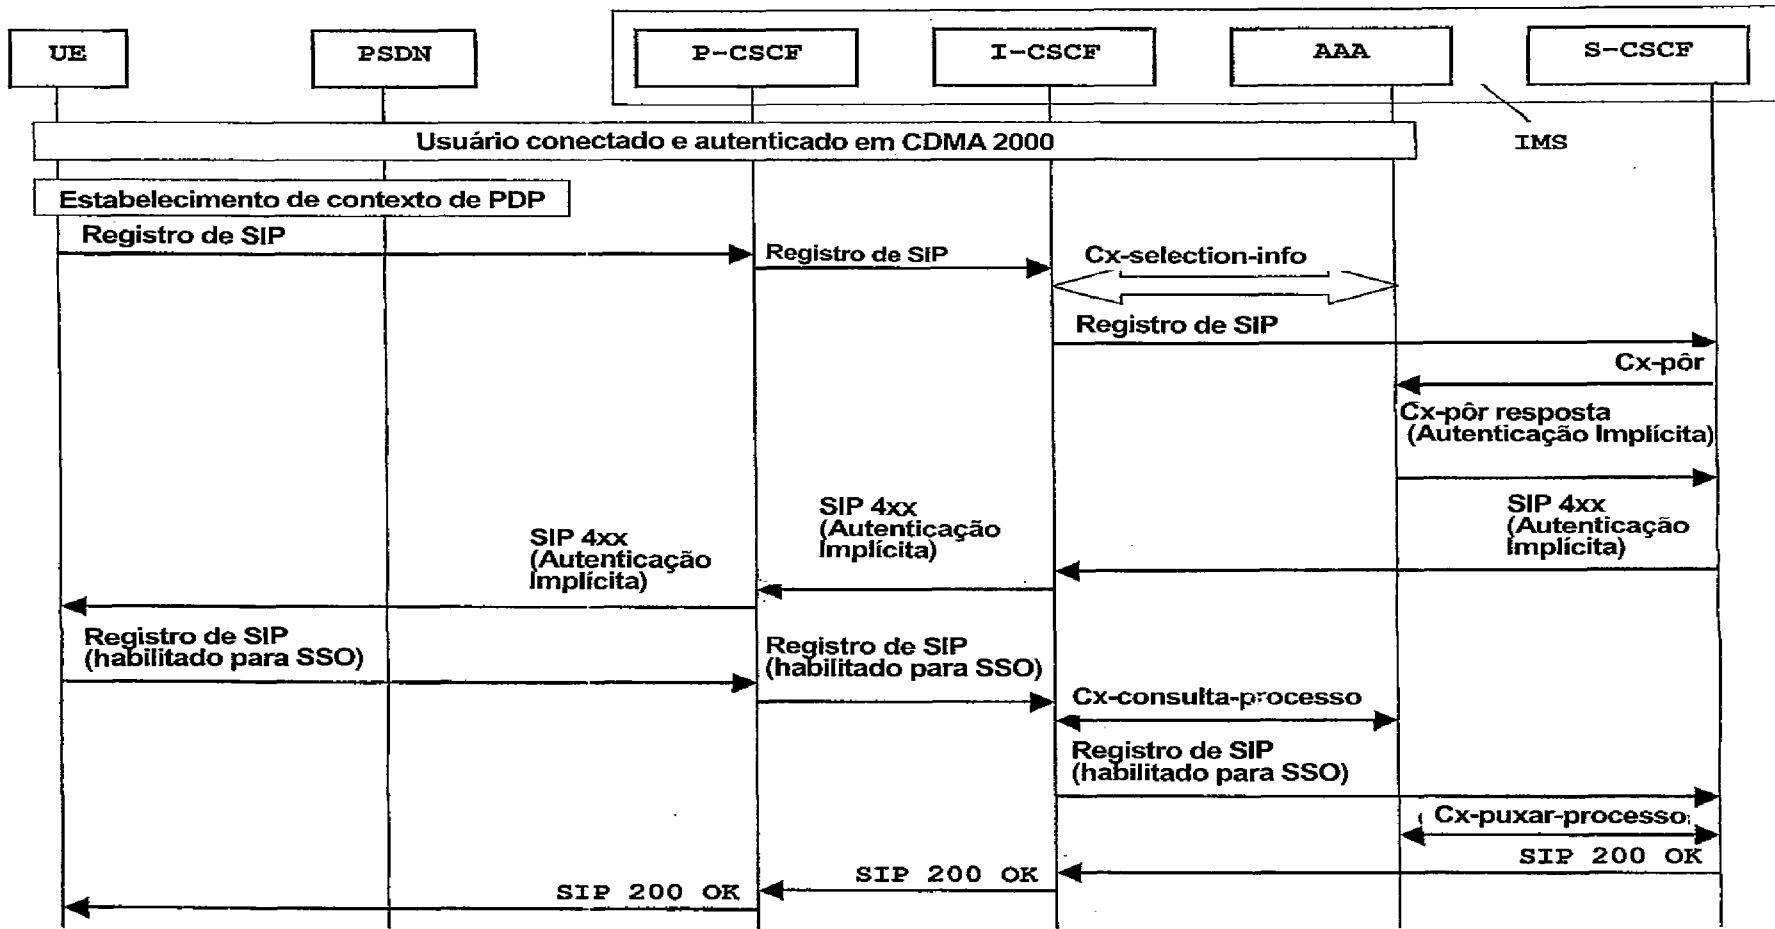 UE
PSDN
P-CSCF
I-CSCF
AAA
S-CSCF
IMS
Usuário conectado e autenticado em CDMA 2000
Estabelecimento de contexto de PDP
Registro de SIP
Registro de SIP
Cx-selection-info
Registro de SIP
Cx-pôr
Cx-pôr resposta
(Autenticação Implícita)
SIP 4xx
(Autenticação
Implícita)
SIP 4xx
(Autenticação
Implícita)
SIP 4xx
(Autenticação
Implícita)
Registro de SIP
(habilitado para SSO)
Registro de SIP
(habilitado para SSO)
Cx-consulta-processo
Registro de SIP
(habilitado para SSO)
Cx-puxar-processo
SIP 200 OK
SIP 200 OK
SIP 200 OK